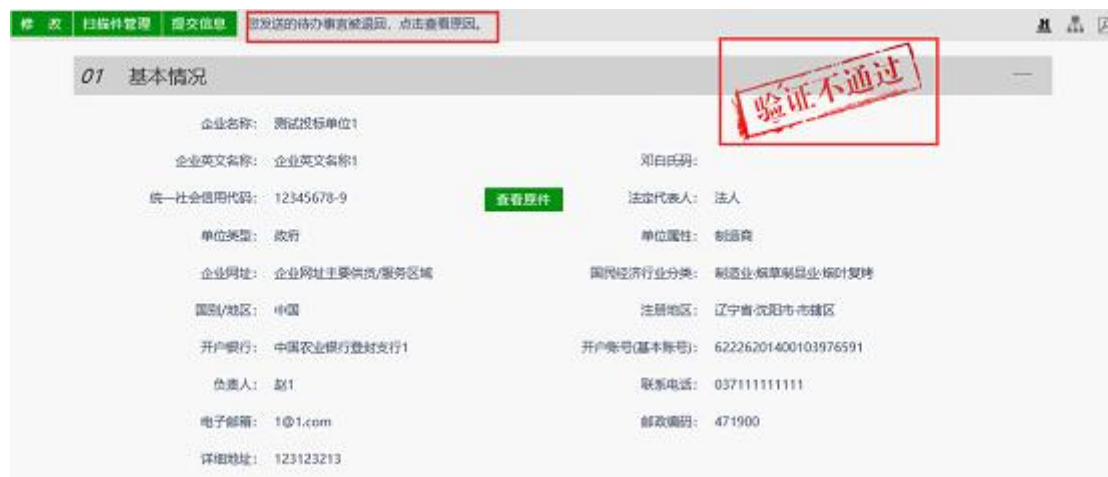 修 改 扫描件管理 提交信息 您发送的待办事宜被退回，点击查看原因。
01 基本情况
验证不通过
企业名称： 测试投标单位1
企业英文名称： 企业英文名称1 邓白氏码：
统一社会信用代码： 12345678-9 查看原件 法定代表人： 法人
单位类型： 政府 单位属性： 制造商
企业网址： 企业网址主要供货/服务区域 国民经济行业分类： 制造业·烟草制品业·烟叶复烤
国别/地区： 中国 注册地区： 辽宁省·沈阳市·市辖区
开户银行： 中国农业银行登封支行1 开户账号(基本账号)： 62226201400103976591
负责人： 赵1 联系电话： 037111111111
电子邮箱： 1@1.com 邮政编码： 471900
详细地址： 123123213